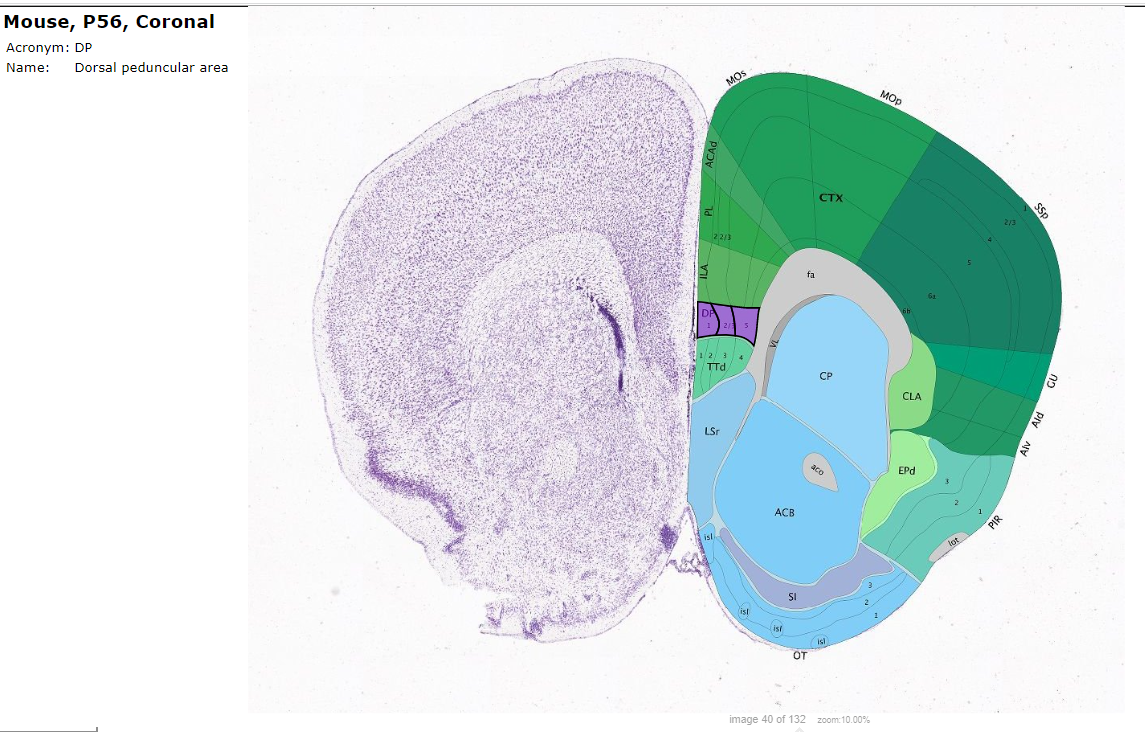 Mouse, P56, Coronal
Acronym: DP
Name: Dorsal peduncular area
MOs
MOp
ACAd
CTX
PL
SSp
1
2/3
2 2/3
4
5
ILA
fa
6a
6b
DP
1 2/3 5
VL
1 2 3 4
TTd
CP
GU
CLA
AId
LSr
AIv
aco
EPd
3
2
1
ACB
PIR
isl
lot
SI
3
2
1
isl
isl
isl
OT
image 40 of 132 zoom:10.00%